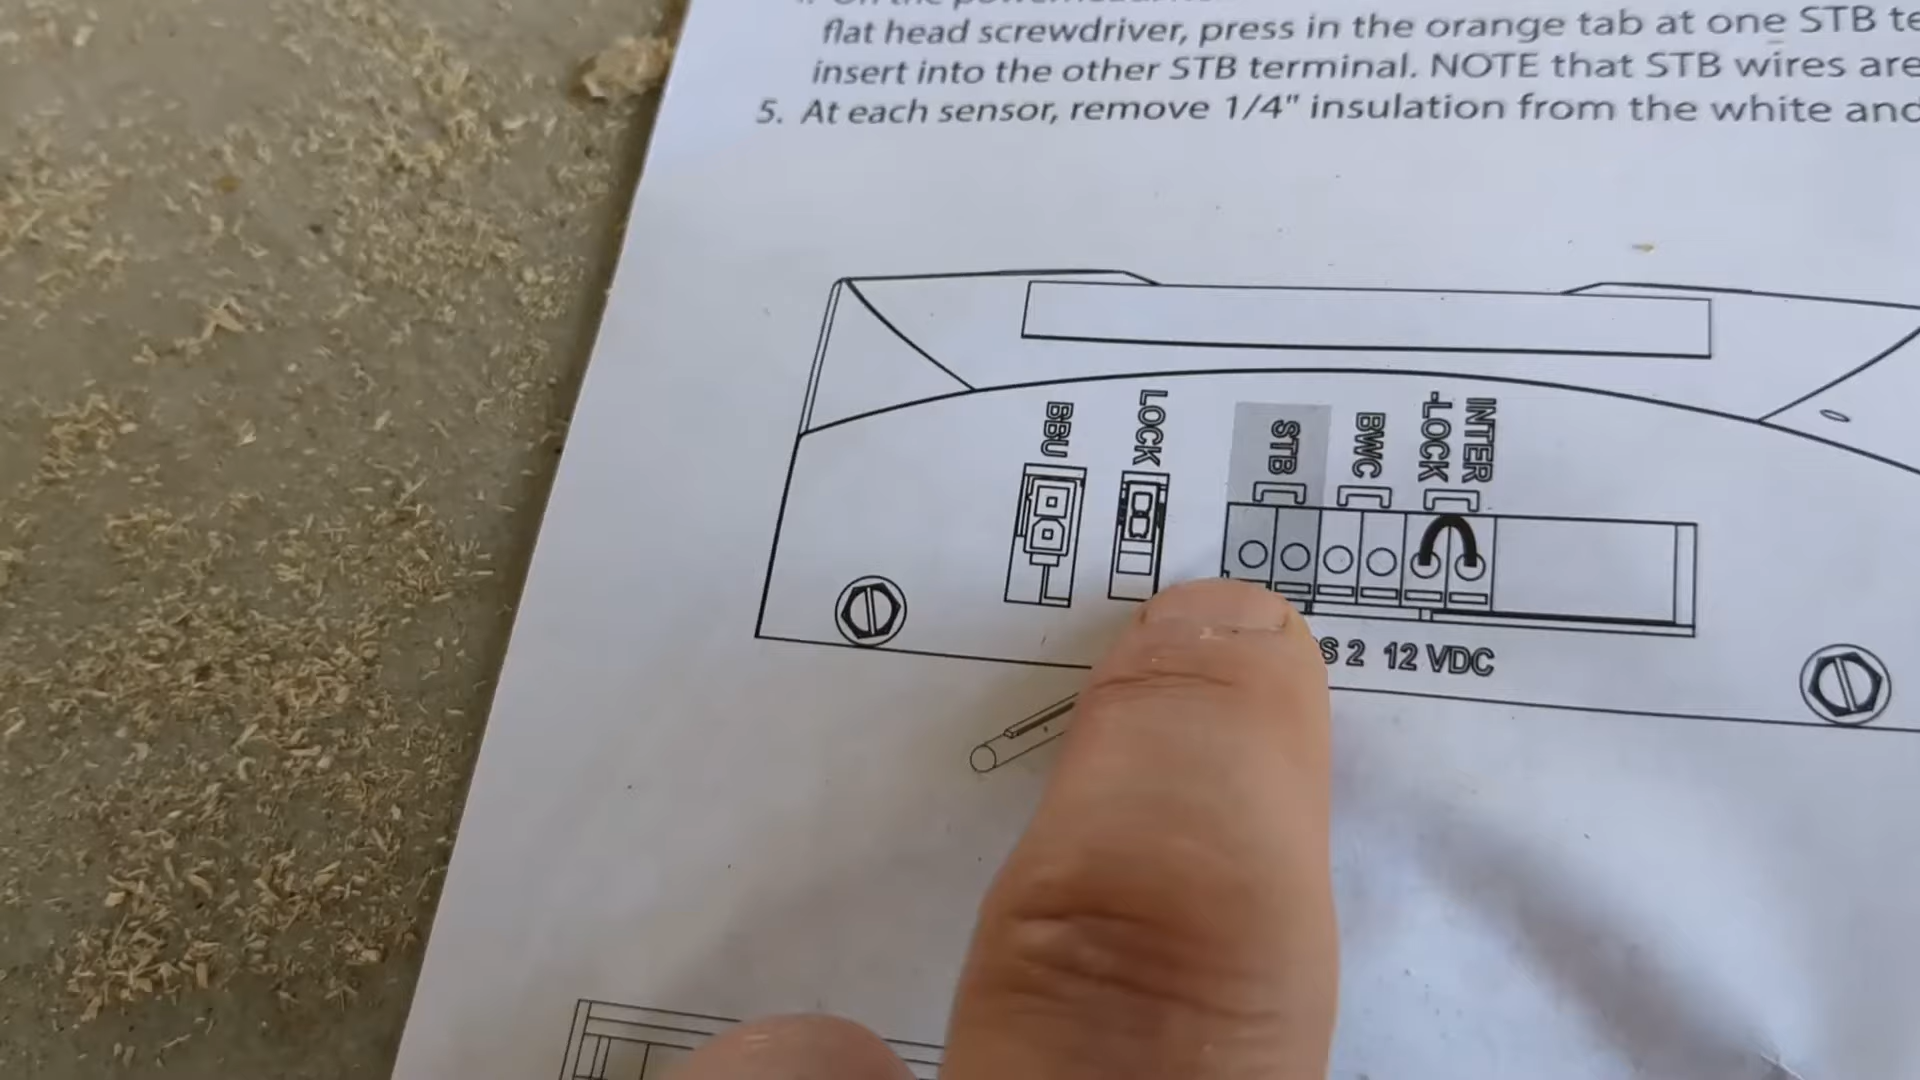 flat head screwdriver, press in the orange tab at one STB
insert into the other STB terminal. NOTE that STB wires are
5. At each sensor, remove 1/4" insulation from the white and
BBU
LOCK
STB
BWC
INTER
-LOCK
S 2 12 VDC